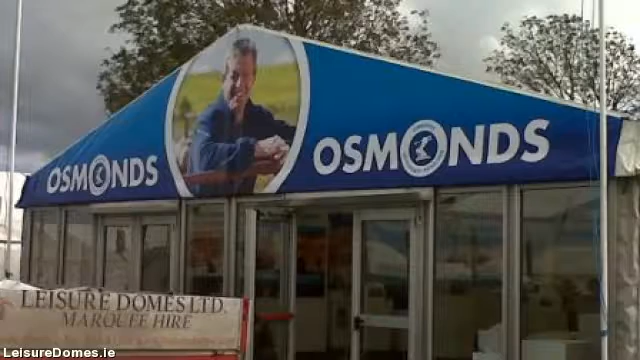 OSMONDS
OSMONDS
LEISURE DOMES LTD.
MARQUEE HIRE
LeisureDomes.ie